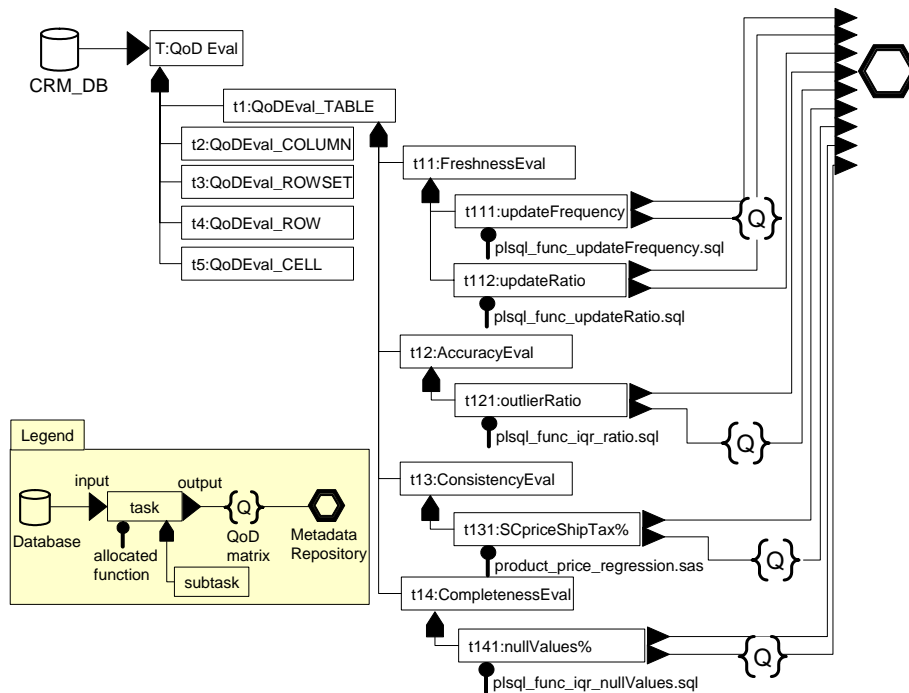 T:QoD Eval
CRM_DB
t1:QoDEval_TABLE
t2:QoDEval_COLUMN
t3:QoDEval_ROWSET
t4:QoDEval_ROW
t5:QoDEval_CELL
t11:FreshnessEval
t111:updateFrequency
{Q}
plsql_func_updateFrequency.sql
t112:updateRatio
plsql_func_updateRatio.sql
t12:AccuracyEval
t121:outlierRatio
plsql_func_iqr_ratio.sql
{Q}
t13:ConsistencyEval
t131:SCpriceShipTax%
product_price_regression.sas
{Q}
t14:CompletenessEval
t141:nullValues%
{Q}
plsql_func_iqr_nullValues.sql
Legend
input
output
task
{Q}
Database
allocated
function
QoD
matrix
Metadata
Repository
subtask